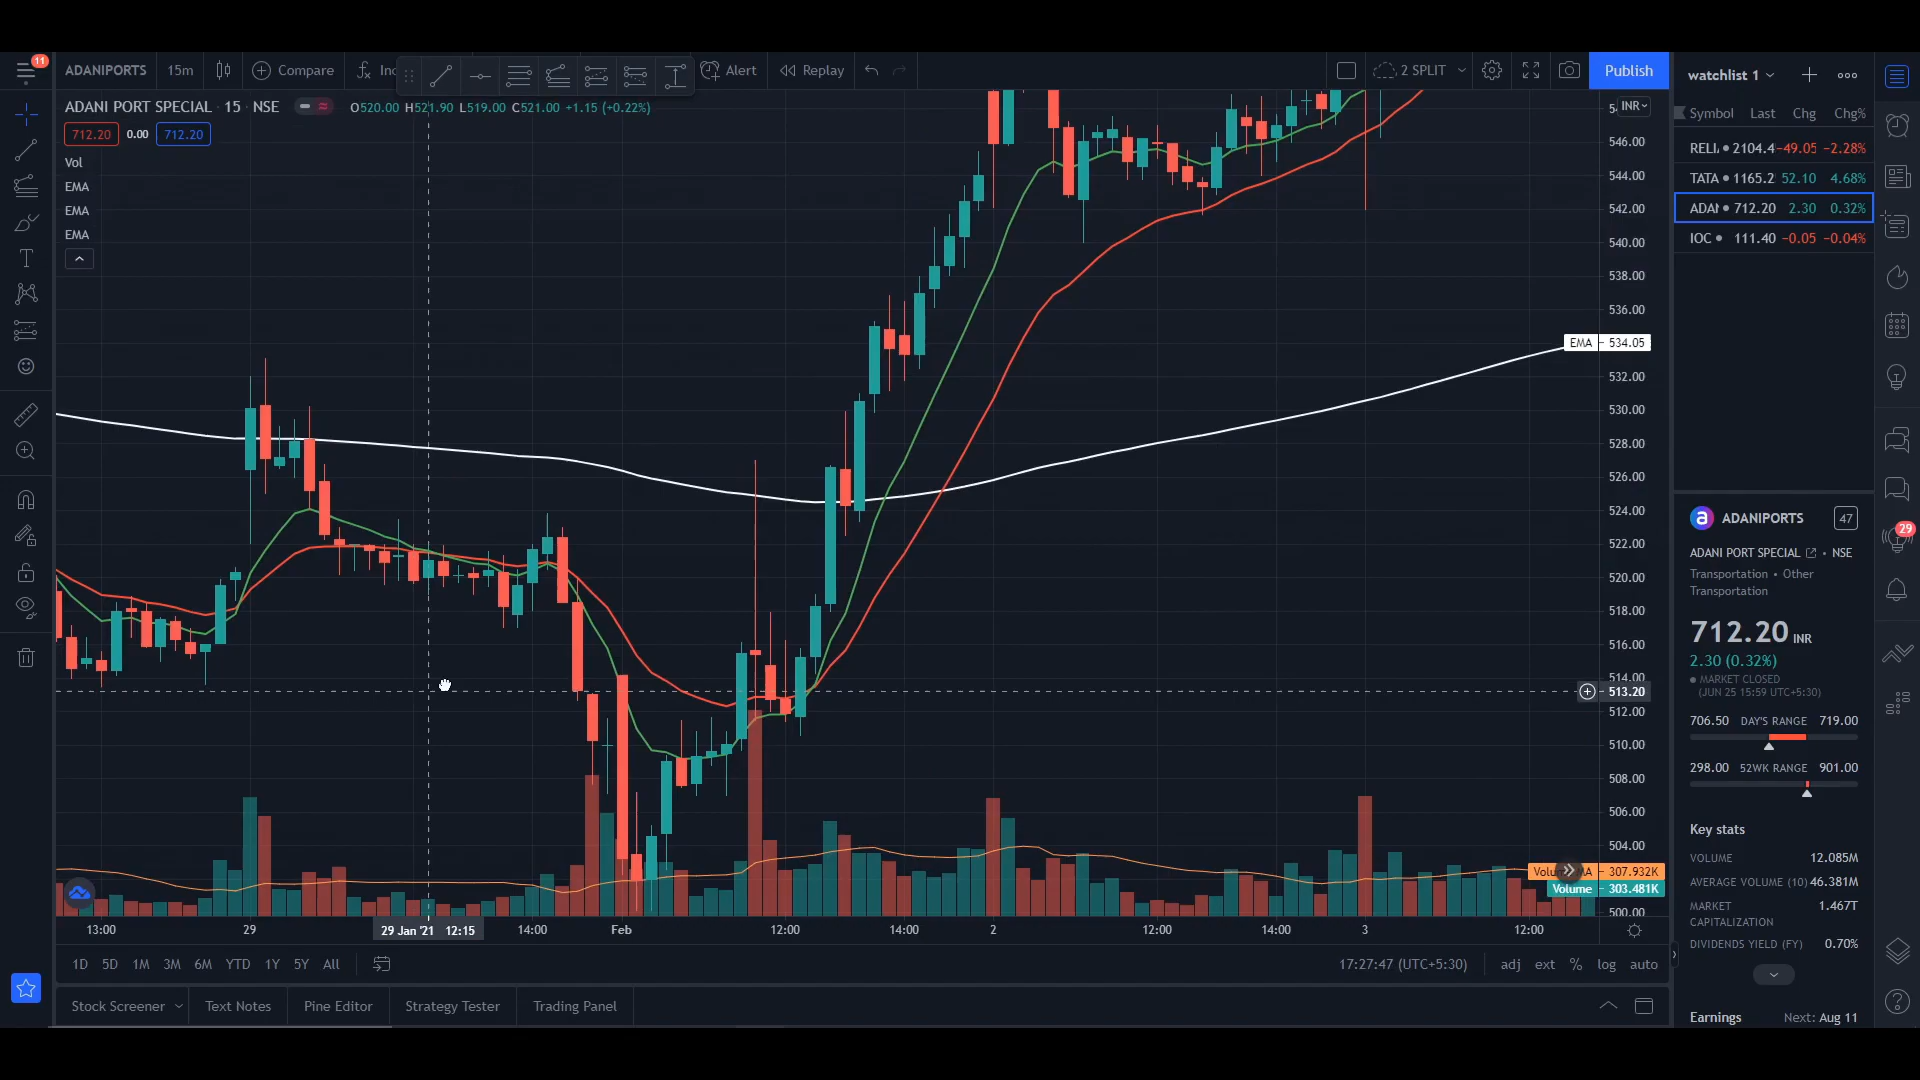 11
ADANIPORTS 15m Compare Alert Replay 2 SPLIT Publish
ADANI PORT SPECIAL · 15 · NSE O520.00 H521.90 L519.00 C521.00 +1.15 (+0.22%)
712.20 0.00 712.20
Vol
EMA
EMA
EMA
INR
546.00
544.00
542.00
540.00
538.00
536.00
EMA 534.05
532.00
530.00
528.00
526.00
524.00
522.00
520.00
518.00
516.00
514.00
513.20
512.00
510.00
508.00
506.00
504.00
307.932K
Volume 303.481K
500.00
13:00 29 29 Jan '21 12:15 14:00 Feb 12:00 14:00 2 12:00 14:00 3 12:00
1D 5D 1M 3M 6M YTD 1Y 5Y All 17:27:47 (UTC+5:30) adj ext % log auto
Stock Screener Text Notes Pine Editor Strategy Tester Trading Panel
watchlist 1
Symbol Last Chg Chg%
RELI 2104.4 −49.05 −2.28%
TATA 1165.2 52.10 4.68%
ADAN 712.20 2.30 0.32%
IOC 111.40 −0.05 −0.04%
ADANIPORTS 47
ADANI PORT SPECIAL • NSE
Transportation • Other
Transportation
712.20 INR
2.30 (0.32%)
MARKET CLOSED
(JUN 25 15:59 UTC+5:30)
706.50 DAY'S RANGE 719.00
298.00 52WK RANGE 901.00
Key stats
VOLUME 12.085M
AVERAGE VOLUME (10) 46.381M
MARKET CAPITALIZATION 1.467T
DIVIDENDS YIELD (FY) 0.70%
Earnings Next: Aug 11
29